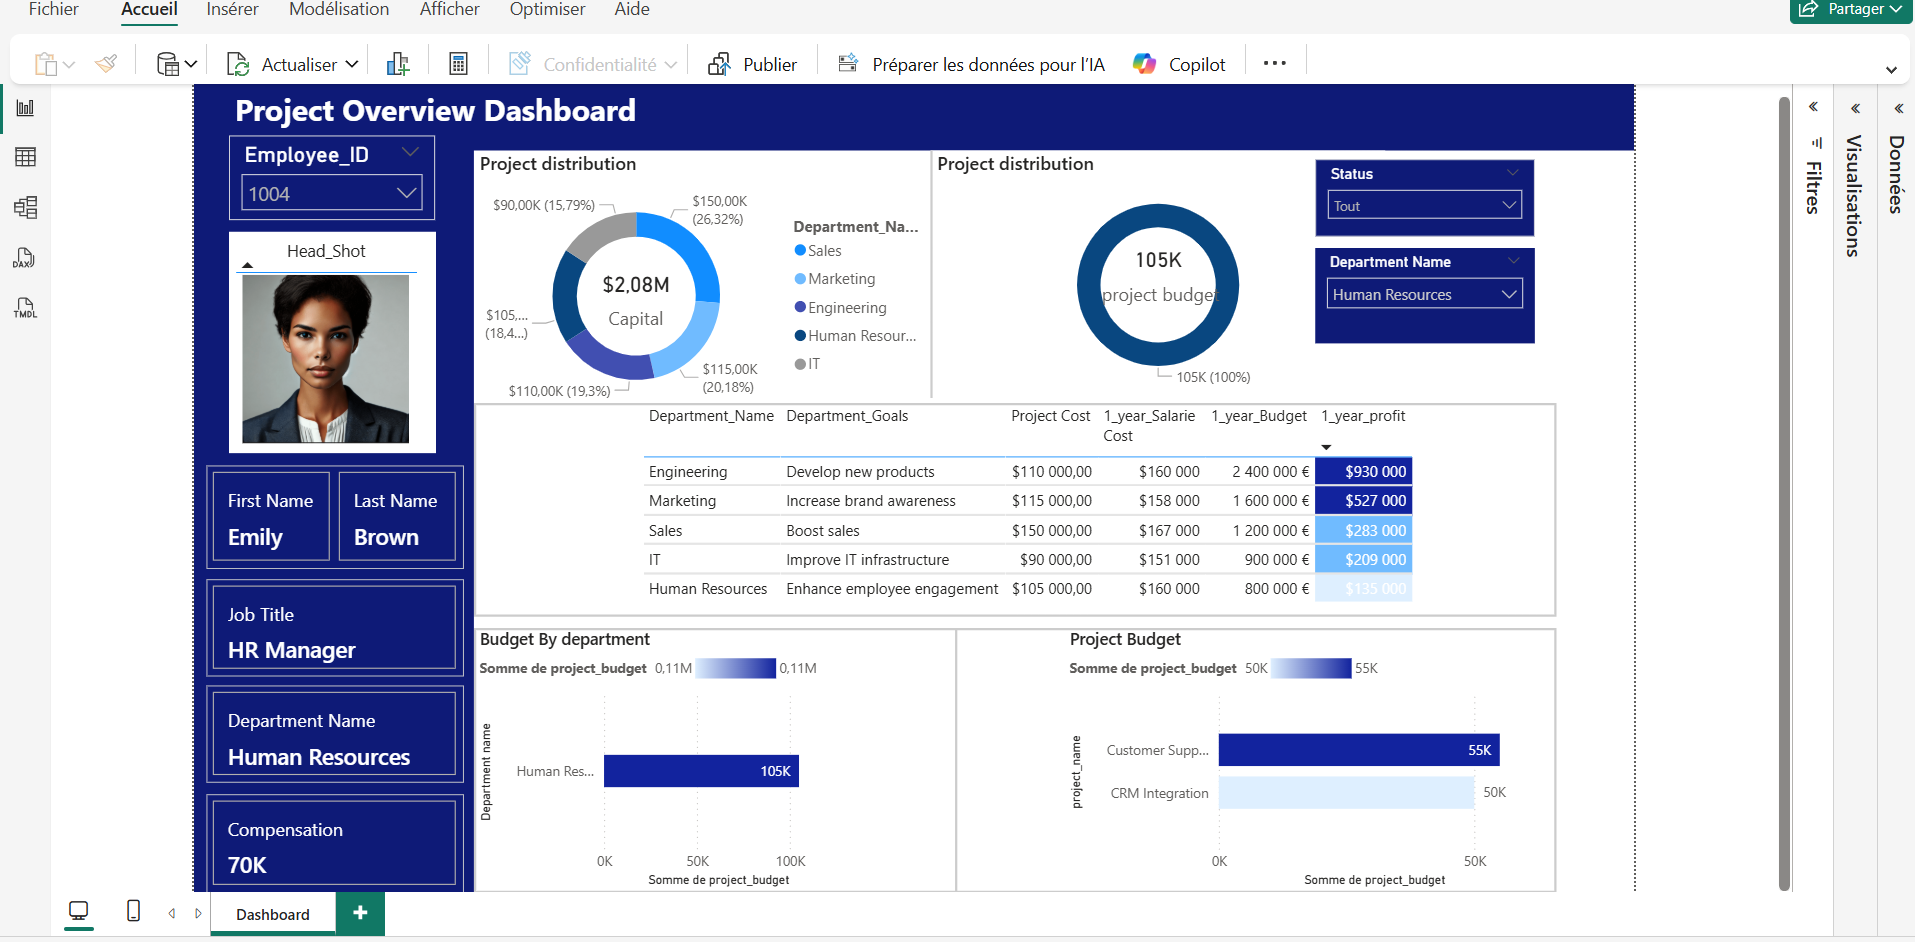 Fichier Accueil Insérer Modélisation Afficher Optimiser Aide
Partager
Actualiser Confidentialité Publier Préparer les données pour l'IA Copilot
Project Overview Dashboard
Employee_ID
1004
Head_Shot
First Name
Emily
Last Name
Brown
Job Title
HR Manager
Department Name
Human Resources
Compensation
70K
Project distribution
$90,00K (15,79%)
$150,00K
(26,32%)
$2,08M
Capital
$105,...
(18,4...)
$110,00K (19,3%)
$115,00K
(20,18%)
Department_Na...
Sales
Marketing
Engineering
Human Resour...
IT
Project distribution
105K
project budget
105K (100%)
Status
Tout
Department Name
Human Resources
Department_Name Department_Goals Project Cost 1_year_Salarie 1_year_Budget 1_year_profit
Cost
Engineering Develop new products $110 000,00 $160 000 2 400 000 € $930 000
Marketing Increase brand awareness $115 000,00 $158 000 1 600 000 € $527 000
Sales Boost sales $150 000,00 $167 000 1 200 000 € $283 000
IT Improve IT infrastructure $90 000,00 $151 000 900 000 € $209 000
Human Resources Enhance employee engagement $105 000,00 $160 000 800 000 € $135 000
Budget By department
Somme de project_budget 0,11M 0,11M
Department name
Human Res...
105K
0K 50K 100K
Somme de project_budget
Project Budget
Somme de project_budget 50K 55K
project_name
Customer Supp...
55K
CRM Integration
50K
0K 50K
Somme de project_budget
Filtres
Visualisations
Données
DAX
TMDL
Dashboard